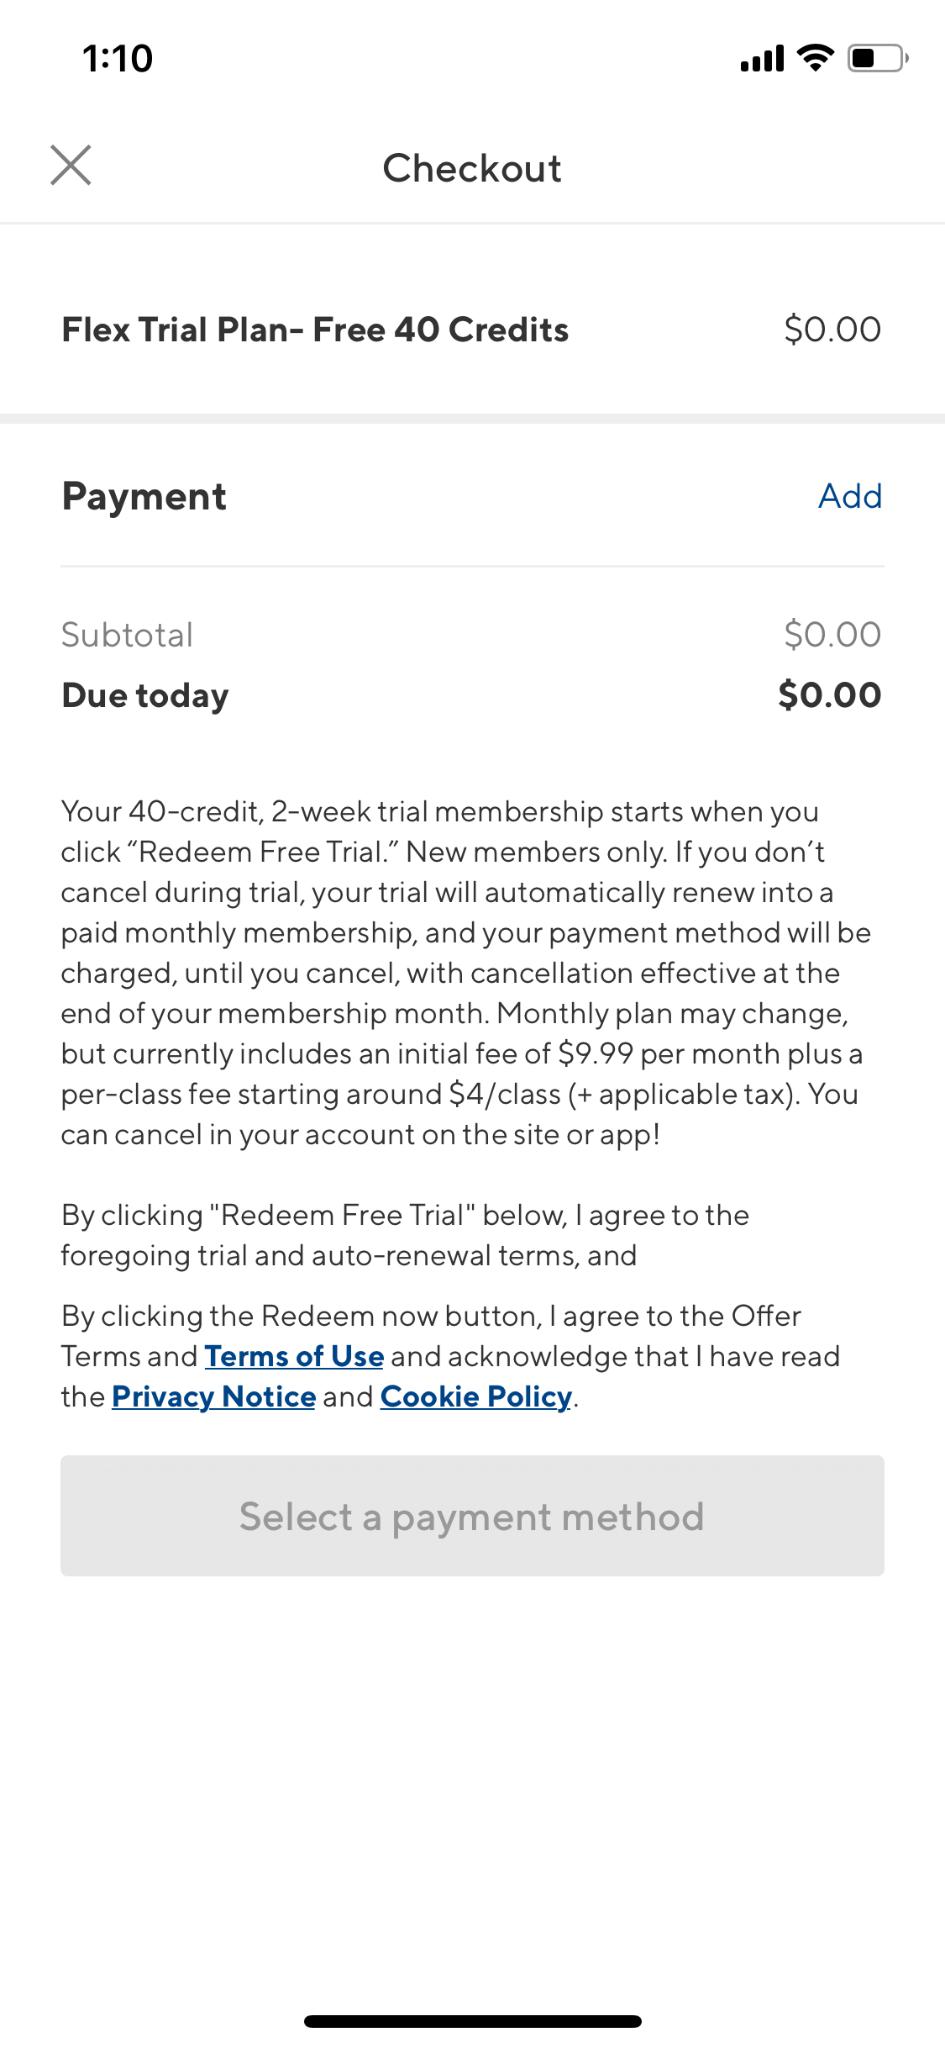 1:10
Checkout
Flex Trial Plan- Free 40 Credits $0.00
Payment Add
Subtotal $0.00
Due today $0.00
Your 40-credit, 2-week trial membership starts when you
click “Redeem Free Trial.” New members only. If you don’t
cancel during trial, your trial will automatically renew into a
paid monthly membership, and your payment method will be
charged, until you cancel, with cancellation effective at the
end of your membership month. Monthly plan may change,
but currently includes an initial fee of $9.99 per month plus a
per-class fee starting around $4/class (+ applicable tax). You
can cancel in your account on the site or app!
By clicking "Redeem Free Trial" below, I agree to the
foregoing trial and auto-renewal terms, and
By clicking the Redeem now button, I agree to the Offer
Terms and Terms of Use and acknowledge that I have read
the Privacy Notice and Cookie Policy.
Select a payment method